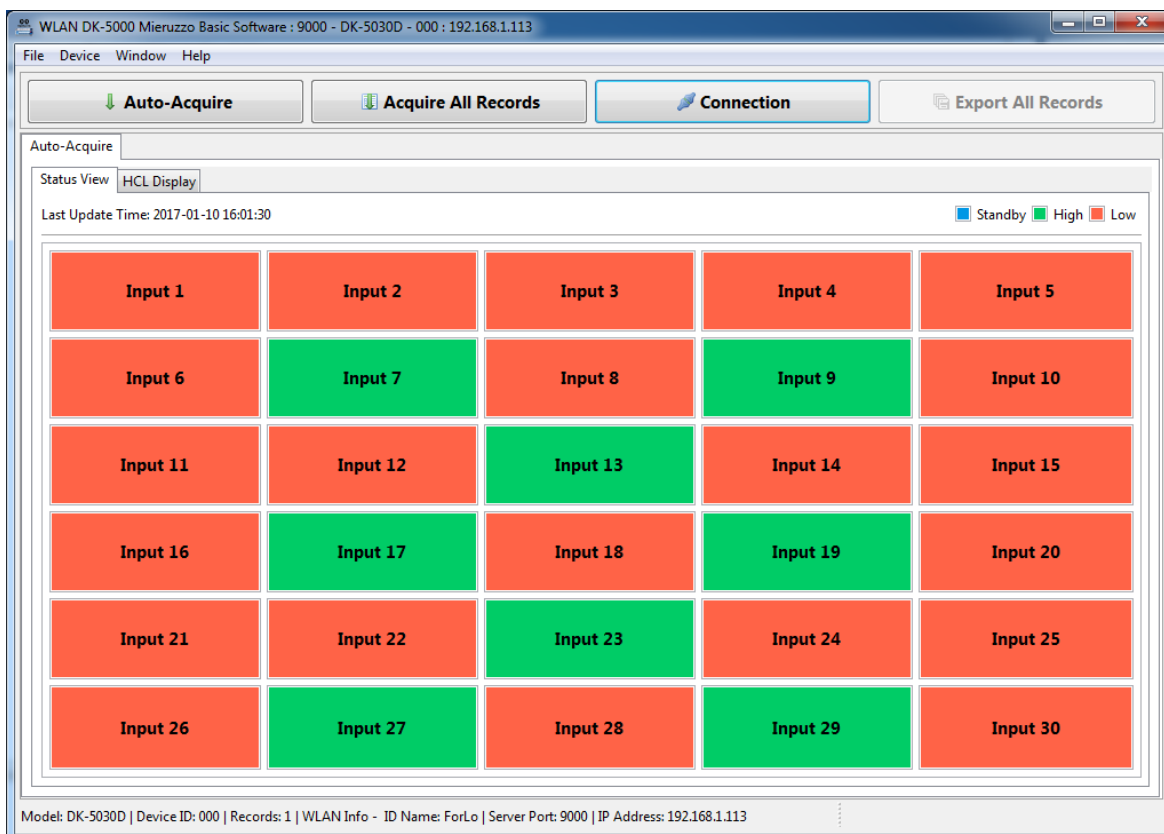 WLAN DK-5000 Mieruzzo Basic Software : 9000 - DK-5030D - 000 : 192.168.1.113
File Device Window Help
Auto-Acquire Acquire All Records Connection Export All Records
Auto-Acquire
Status View HCL Display
Last Update Time: 2017-01-10 16:01:30 Standby High Low
Input 1 Input 2 Input 3 Input 4 Input 5
Input 6 Input 7 Input 8 Input 9 Input 10
Input 11 Input 12 Input 13 Input 14 Input 15
Input 16 Input 17 Input 18 Input 19 Input 20
Input 21 Input 22 Input 23 Input 24 Input 25
Input 26 Input 27 Input 28 Input 29 Input 30
Model: DK-5030D | Device ID: 000 | Records: 1 | WLAN Info - ID Name: ForLo | Server Port: 9000 | IP Address: 192.168.1.113